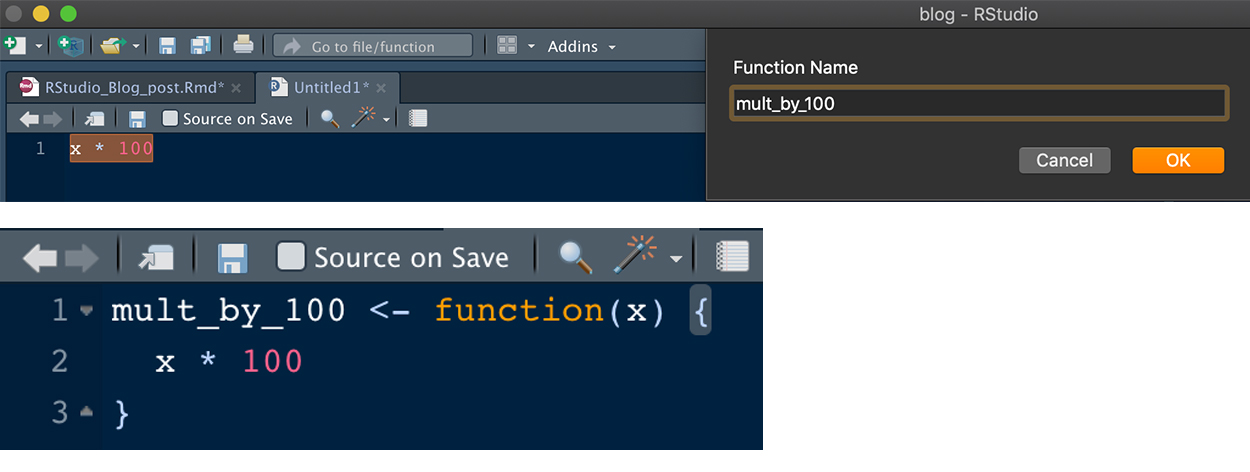 blog - RStudio
Go to file/function
Addins
RStudio_Blog_post.Rmd*
Untitled1*
Source on Save
1 x * 100
Function Name
mult_by_100
Cancel
OK
Source on Save
1 mult_by_100 <- function(x) {
2 x * 100
3 }